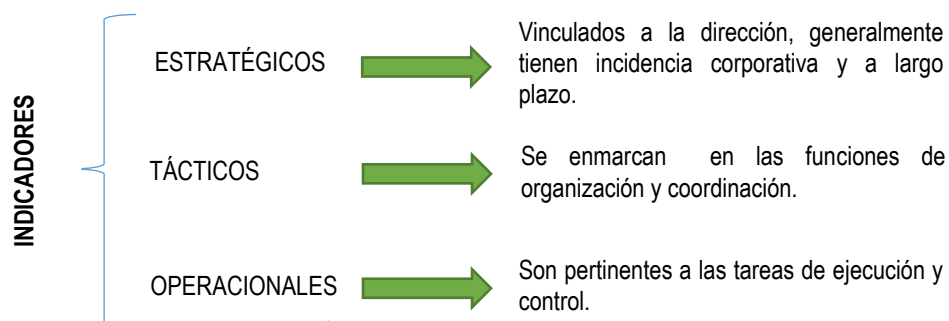 INDICADORES
ESTRATÉGICOS
Vinculados a la dirección, generalmente
tienen incidencia corporativa y a largo
plazo.
TÁCTICOS
Se enmarcan en las funciones de
organización y coordinación.
OPERACIONALES
Son pertinentes a las tareas de ejecución y
control.